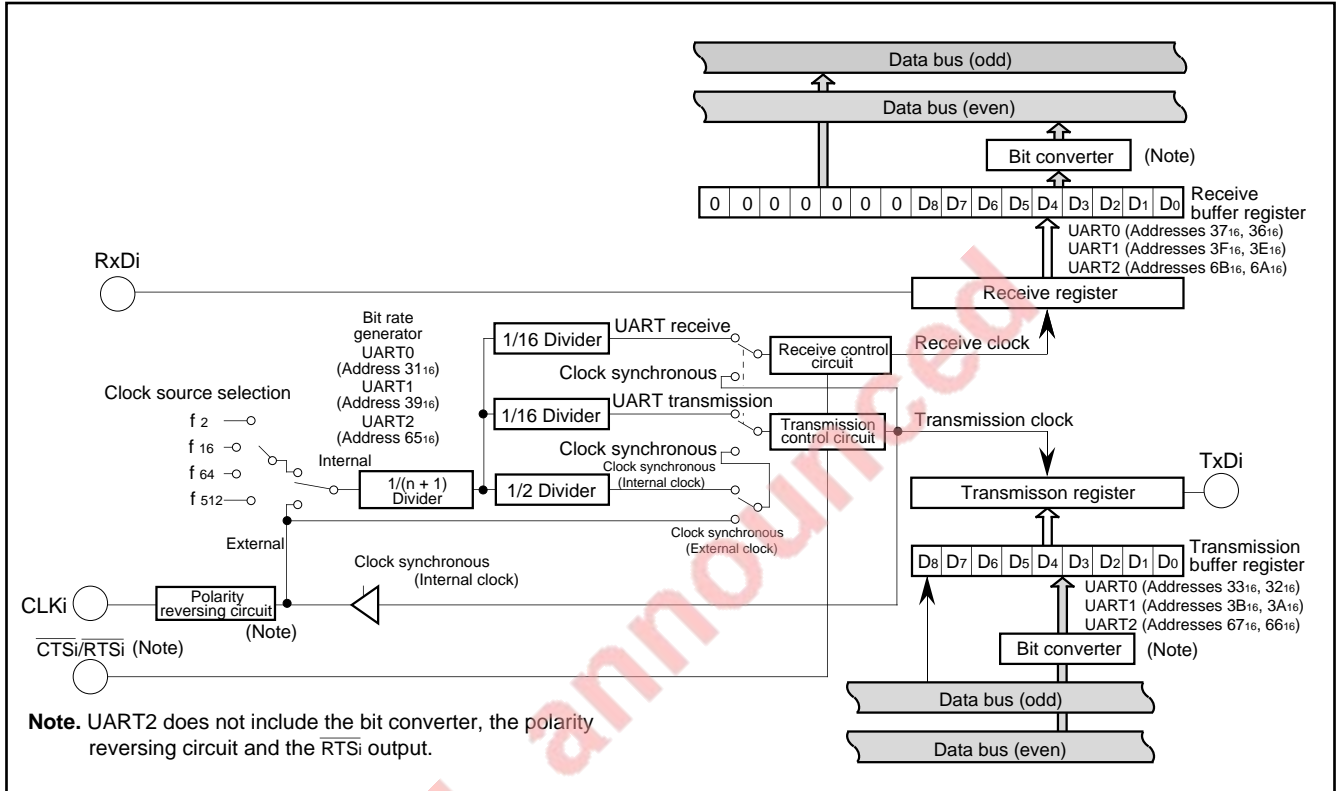 Data bus (odd)
Data bus (even)
Bit converter (Note)
0 0 0 0 0 0 0 D8 D7 D6 D5 D4 D3 D2 D1 D0
Receive
buffer register
UART0 (Addresses 3716, 3616)
UART1 (Addresses 3F16, 3E16)
UART2 (Addresses 6B16, 6A16)
RxDi
Receive register
Bit rate
generator
UART0
(Address 3116)
UART1
(Address 3916)
UART2
(Address 6516)
1/16 Divider
UART receive
Receive control
circuit
Receive clock
Clock synchronous
Clock source selection
f 2
f 16
f 64
f 512
Internal
External
1/(n + 1)
Divider
1/16 Divider
UART transmission
Transmission
control circuit
Transmission clock
Clock synchronous
Clock synchronous
(Internal clock)
1/2 Divider
Clock synchronous
(External clock)
TxDi
Transmisson register
D8 D7 D6 D5 D4 D3 D2 D1 D0
Transmission
buffer register
UART0 (Addresses 3316, 3216)
UART1 (Addresses 3B16, 3A16)
UART2 (Addresses 6716, 6616)
Clock synchronous
(Internal clock)
CLKi
Polarity
reversing circuit
(Note)
CTSi/RTSi (Note)
Bit converter (Note)
Data bus (odd)
Data bus (even)
Note. UART2 does not include the bit converter, the polarity
reversing circuit and the RTSi output.
announced